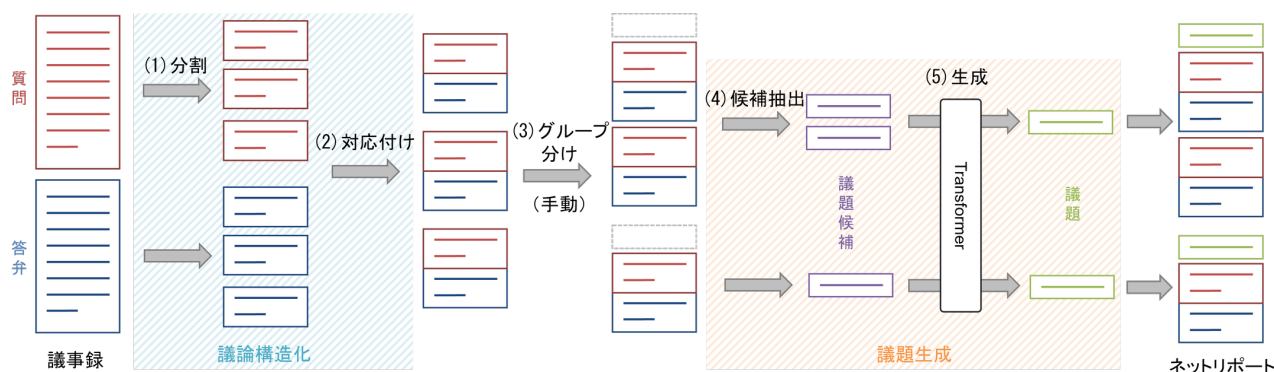 質問
答弁
議事録
(1)分割
(2)対応付け
議論構造化
(3)グループ
分け
(手動)
(4)候補抽出
議題候補
(5)生成
Transformer
議題
議題生成
ネットリポート